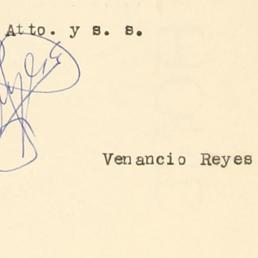 Atto. y s. s.
Venancio Reyes